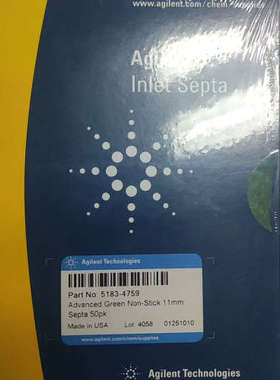 www.agilent.com/chem
Agilent
Inlet Septa
Agilent Technologies
Part No. 5183-4759
Advanced Green Non-Stick 11mm
Septa 50pk
Made in USA Lot 4058 01251010
www.agilent.com/chem/supplies
Agilent Technologies